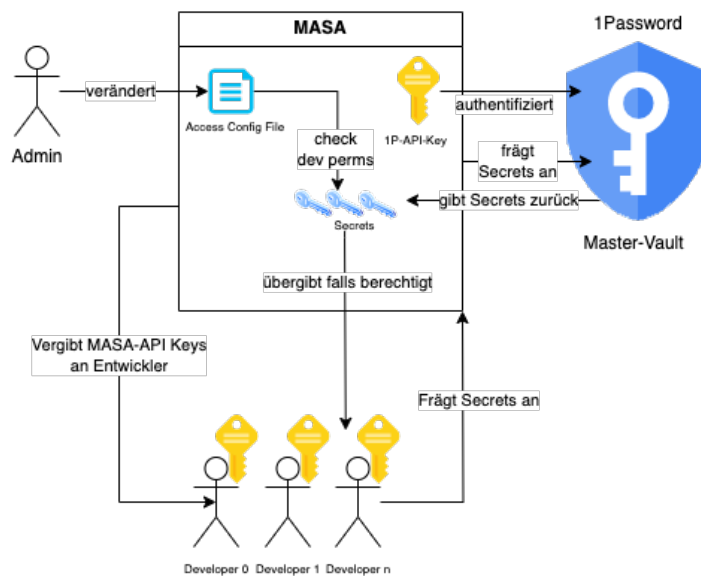 MASA
1Password
verändert
Admin
Access Config File
1P-API-Key
authentifiziert
check
dev perms
frägt
Secrets an
gibt Secrets zurück
Secrets
Master-Vault
übergibt falls berechtigt
Vergibt MASA-API Keys
an Entwickler
Frägt Secrets an
Developer 0
Developer 1
Developer n